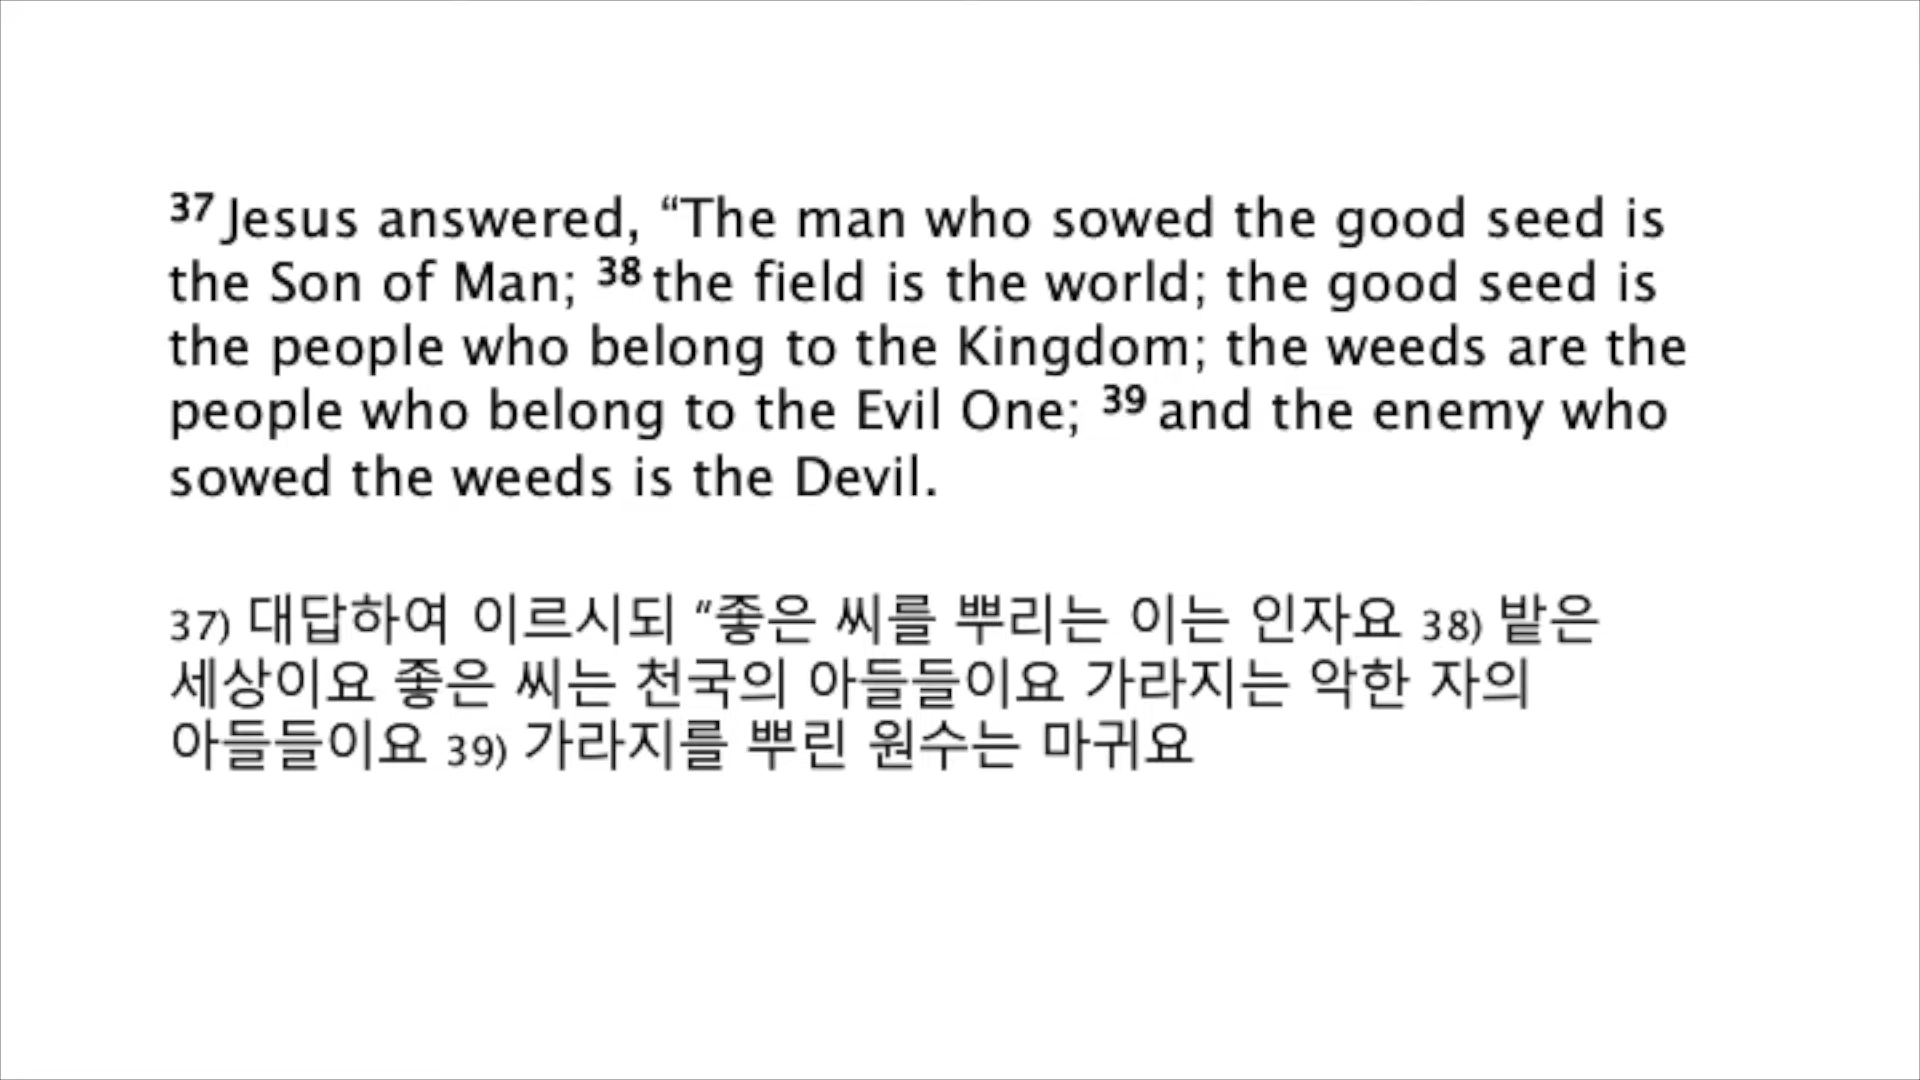 37 Jesus answered, “The man who sowed the good seed is
the Son of Man; 38 the field is the world; the good seed is
the people who belong to the Kingdom; the weeds are the
people who belong to the Evil One; 39 and the enemy who
sowed the weeds is the Devil.
37) 대답하여 이르시되 “좋은 씨를 뿌리는 이는 인자요 38) 밭은
세상이요 좋은 씨는 천국의 아들들이요 가라지는 악한 자의
아들들이요 39) 가라지를 뿌린 원수는 마귀요